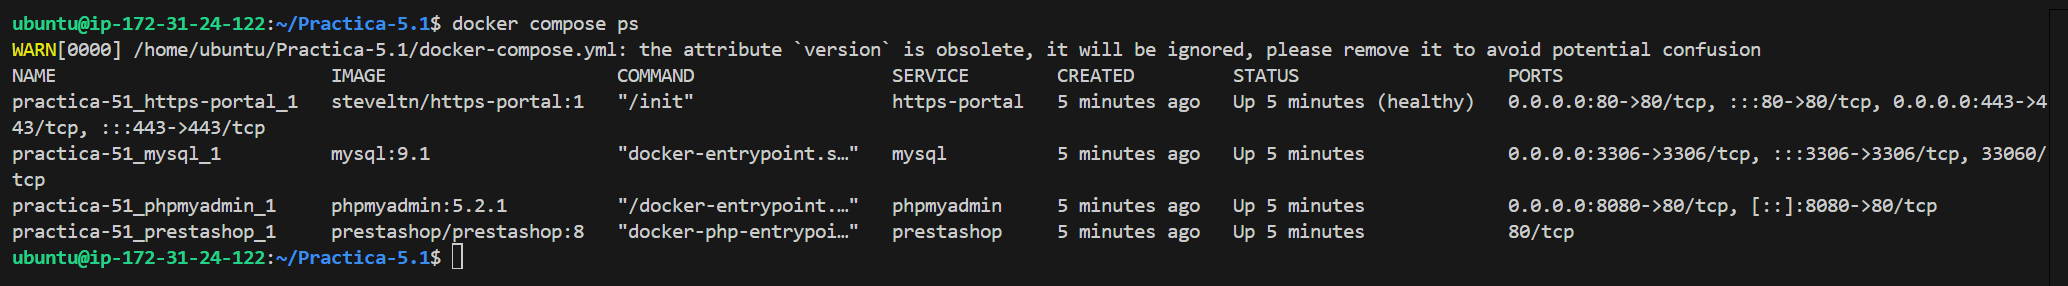 ubuntu@ip-172-31-24-122:~/Practica-5.1$ docker compose ps
WARN[0000] /home/ubuntu/Practica-5.1/docker-compose.yml: the attribute `version` is obsolete, it will be ignored, please remove it to avoid potential confusion
NAME IMAGE COMMAND SERVICE CREATED STATUS PORTS
practica-51_https-portal_1 steveltn/https-portal:1 "/init" https-portal 5 minutes ago Up 5 minutes (healthy) 0.0.0.0:80->80/tcp, :::80->80/tcp, 0.0.0.0:443->4
43/tcp, :::443->443/tcp
practica-51_mysql_1 mysql:9.1 "docker-entrypoint.s…" mysql 5 minutes ago Up 5 minutes 0.0.0.0:3306->3306/tcp, :::3306->3306/tcp, 33060/
tcp
practica-51_phpmyadmin_1 phpmyadmin:5.2.1 "/docker-entrypoint.…" phpmyadmin 5 minutes ago Up 5 minutes 0.0.0.0:8080->80/tcp, [::]:8080->80/tcp
practica-51_prestashop_1 prestashop/prestashop:8 "docker-php-entrypoi…" prestashop 5 minutes ago Up 5 minutes 80/tcp
ubuntu@ip-172-31-24-122:~/Practica-5.1$